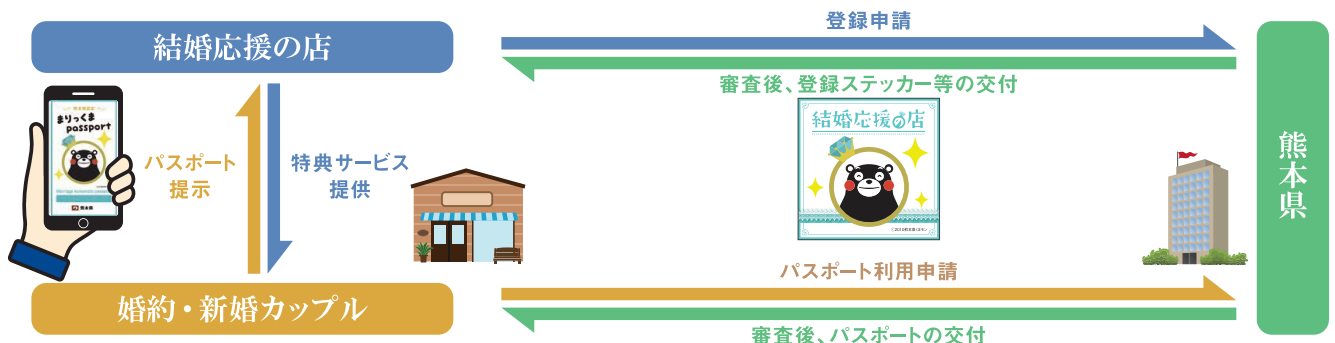 結婚応援の店
登録申請
審査後、登録ステッカー等の交付
まりっくま
passport
熊本県
パスポート
提示
特典サービス
提供
結婚応援の店
熊本県
パスポート利用申請
婚約・新婚カップル
審査後、パスポートの交付